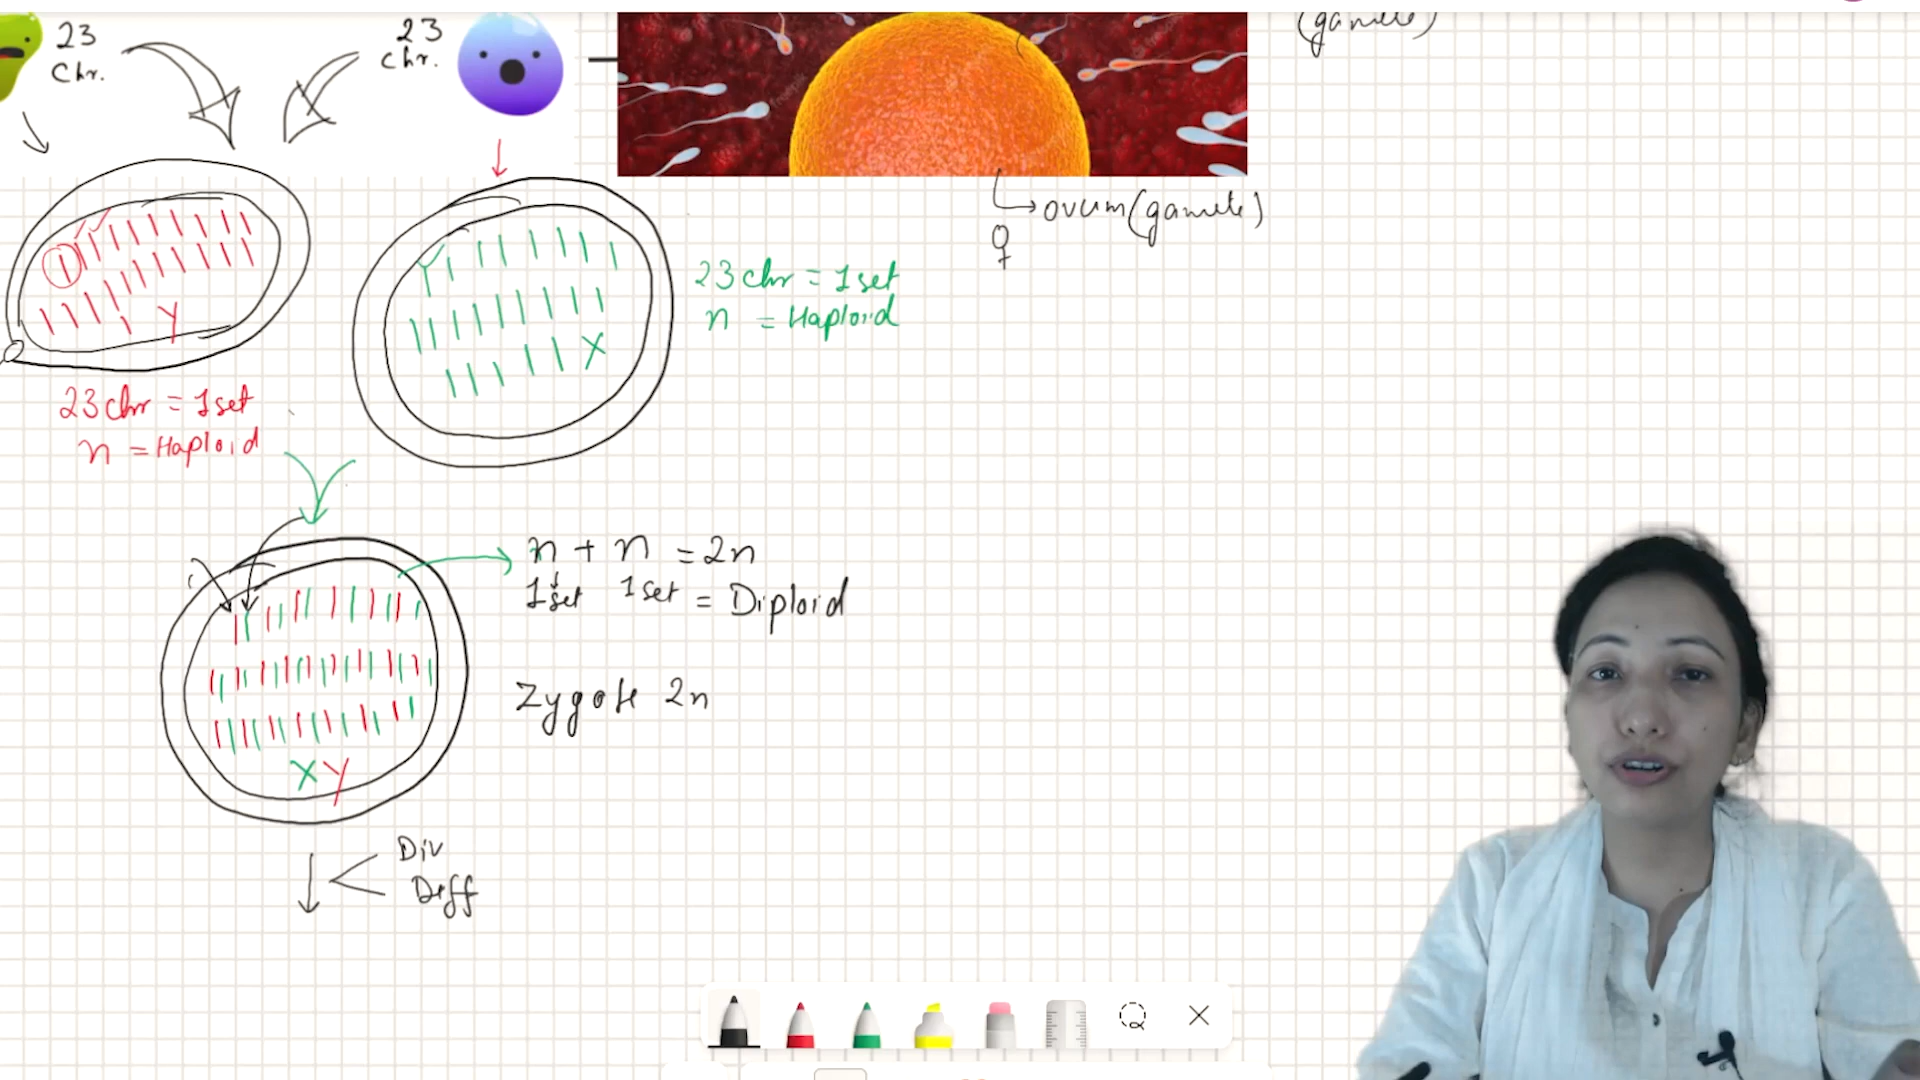 23
Chr.
23
chr.
(gamete)
ovum (gamete)
♀
Y
X
23 chr = 1 set
n = Haploid
23 chr = 1 set
n = Haploid
n + n = 2n
1 set 1 set = Diploid
Zygote 2n
X Y
Div
Diff